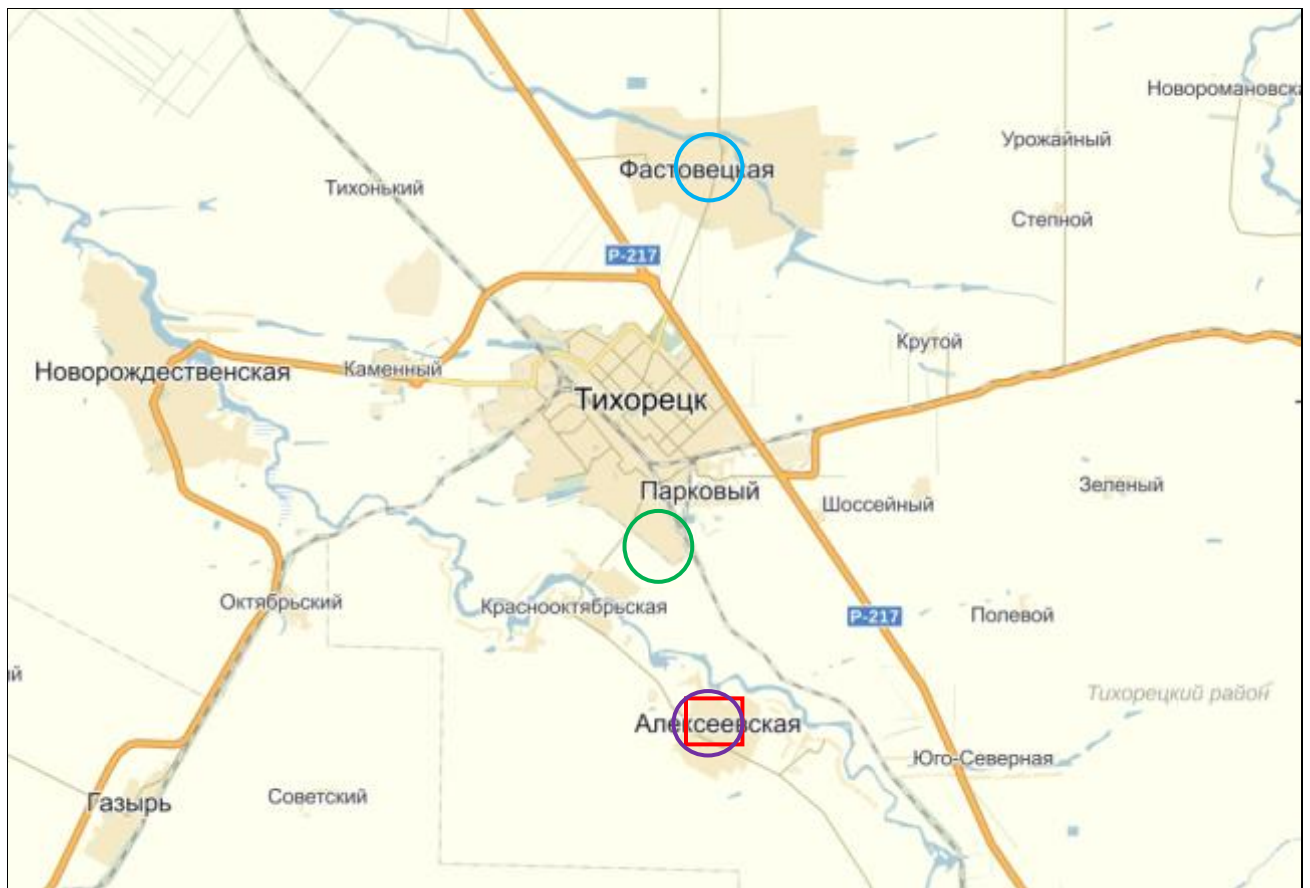 Новоромановска
Урожайный
Фастовецкая
Тихонький
Степной
Р-217
Крутой
Новорождественская
Каменный
Тихорецк
Парковый
Зеленый
Шоссейный
Октябрьский
Краснооктябрьская
Р-217
Полевой
ий
Тихорецкий район
Алексеевская
Юго-Северная
Газырь
Советский